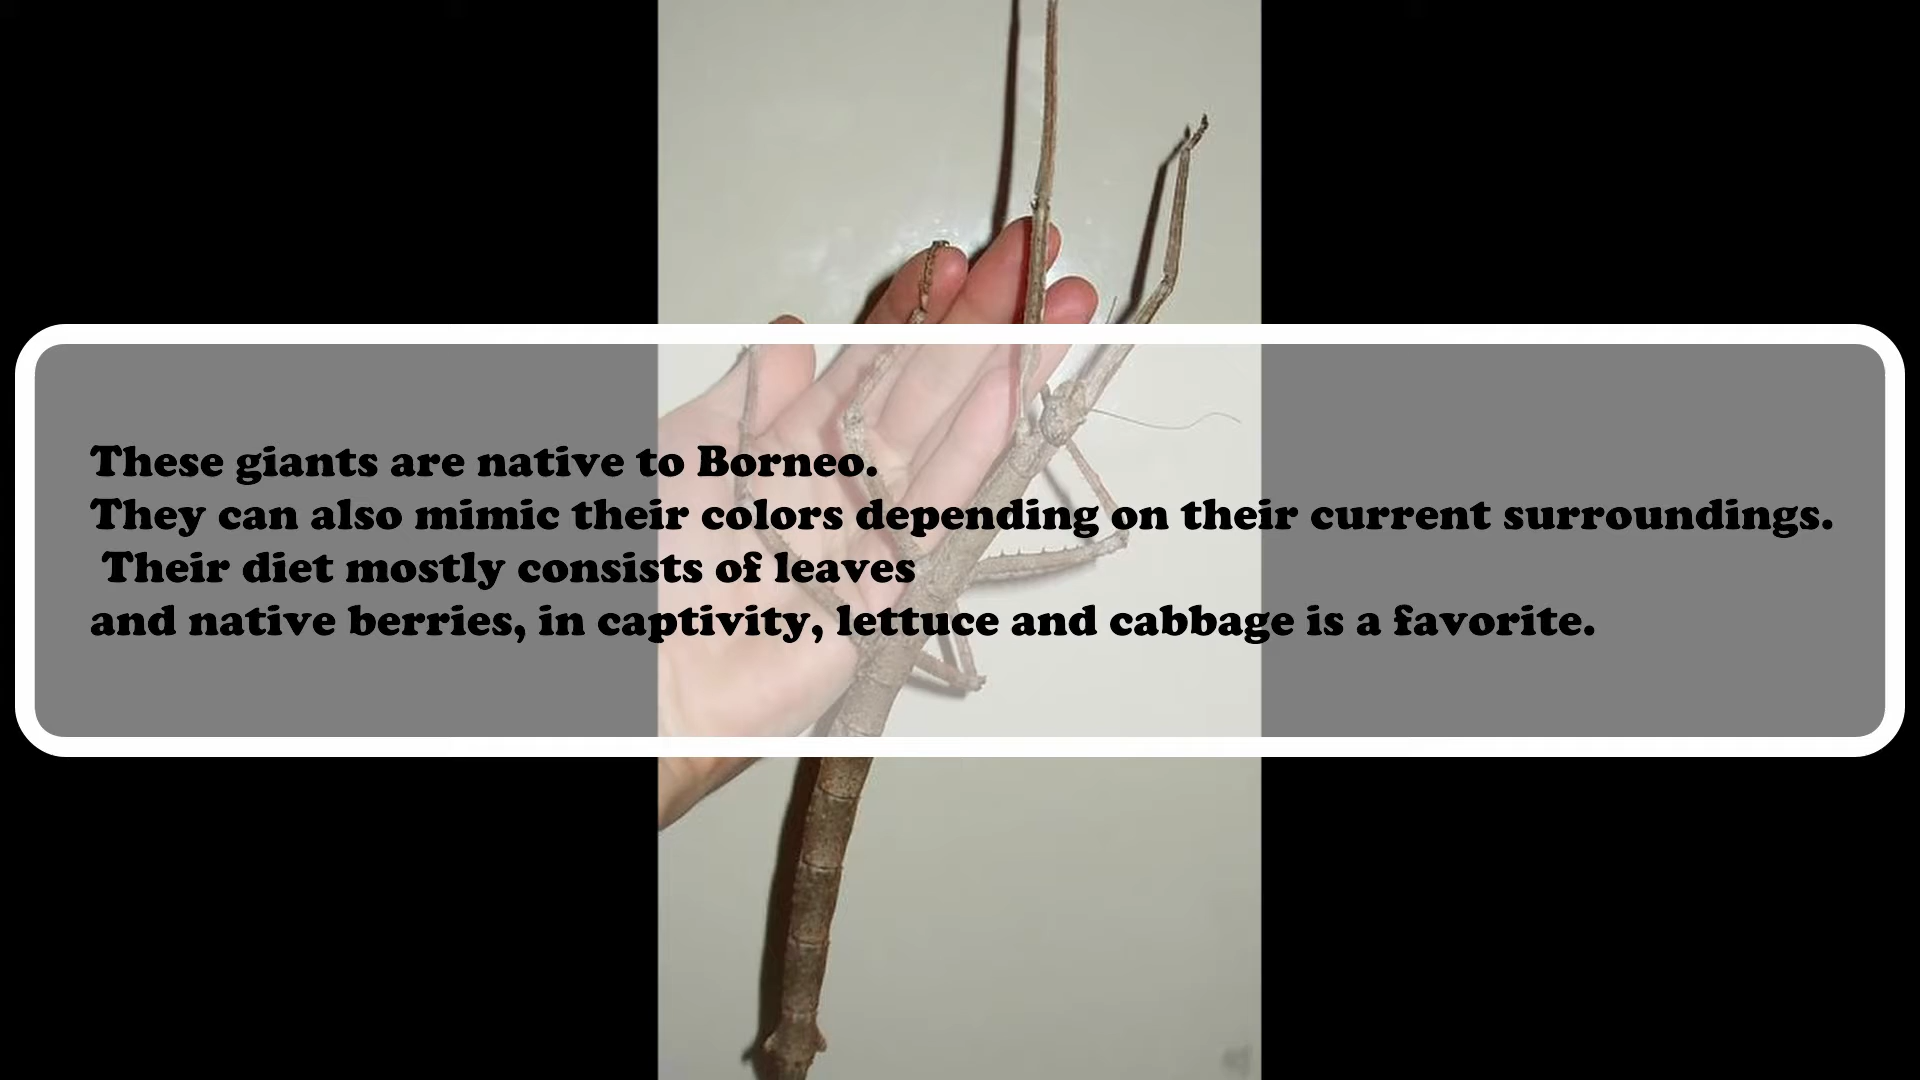 These giants are native to Borneo.
They can also mimic their colors depending on their current surroundings.
Their diet mostly consists of leaves
and native berries, in captivity, lettuce and cabbage is a favorite.